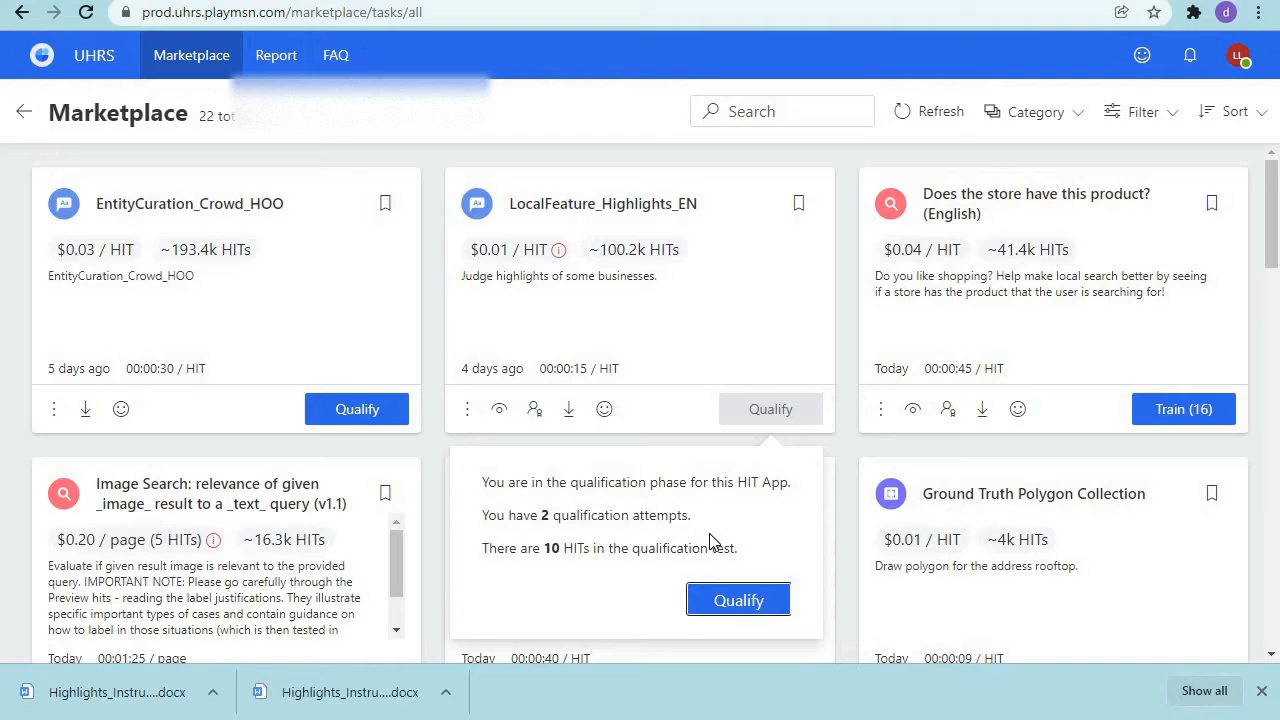 prod.uhrs.playmsn.com/marketplace/tasks/all
d
UHRS
Marketplace
Report
FAQ
LL
Marketplace
22 tot
Search
Refresh
Category
Filter
Sort
EntityCuration_Crowd_HOO
$0.03 / HIT
~193.4k HITs
EntityCuration_Crowd_HOO
5 days ago
00:00:30 / HIT
Qualify
LocalFeature_Highlights_EN
$0.01 / HIT
~100.2k HITs
Judge highlights of some businesses.
4 days ago
00:00:15 / HIT
Qualify
Does the store have this product?
(English)
$0.04 / HIT
~41.4k HITs
Do you like shopping? Help make local search better by seeing
if a store has the product that the user is searching for!
Today
00:00:45 / HIT
Train (16)
Image Search: relevance of given
_image_ result to a _text_ query (v1.1)
$0.20 / page (5 HITs)
~16.3k HITs
Evaluate if given result image is relevant to the provided
query. IMPORTANT NOTE: Please go carefully through the
Preview hits - reading the label justifications. They illustrate
specific important types of cases and contain guidance on
how to label in those situations (which is then tested in
Today
00:01:25 / page
You are in the qualification phase for this HIT App.
You have 2 qualification attempts.
There are 10 HITs in the qualification test.
Qualify
Today
00:00:40 / HIT
Ground Truth Polygon Collection
$0.01 / HIT
~4k HITs
Draw polygon for the address rooftop.
Today
00:00:09 / HIT
Highlights_Instru....docx
Highlights_Instru....docx
Show all